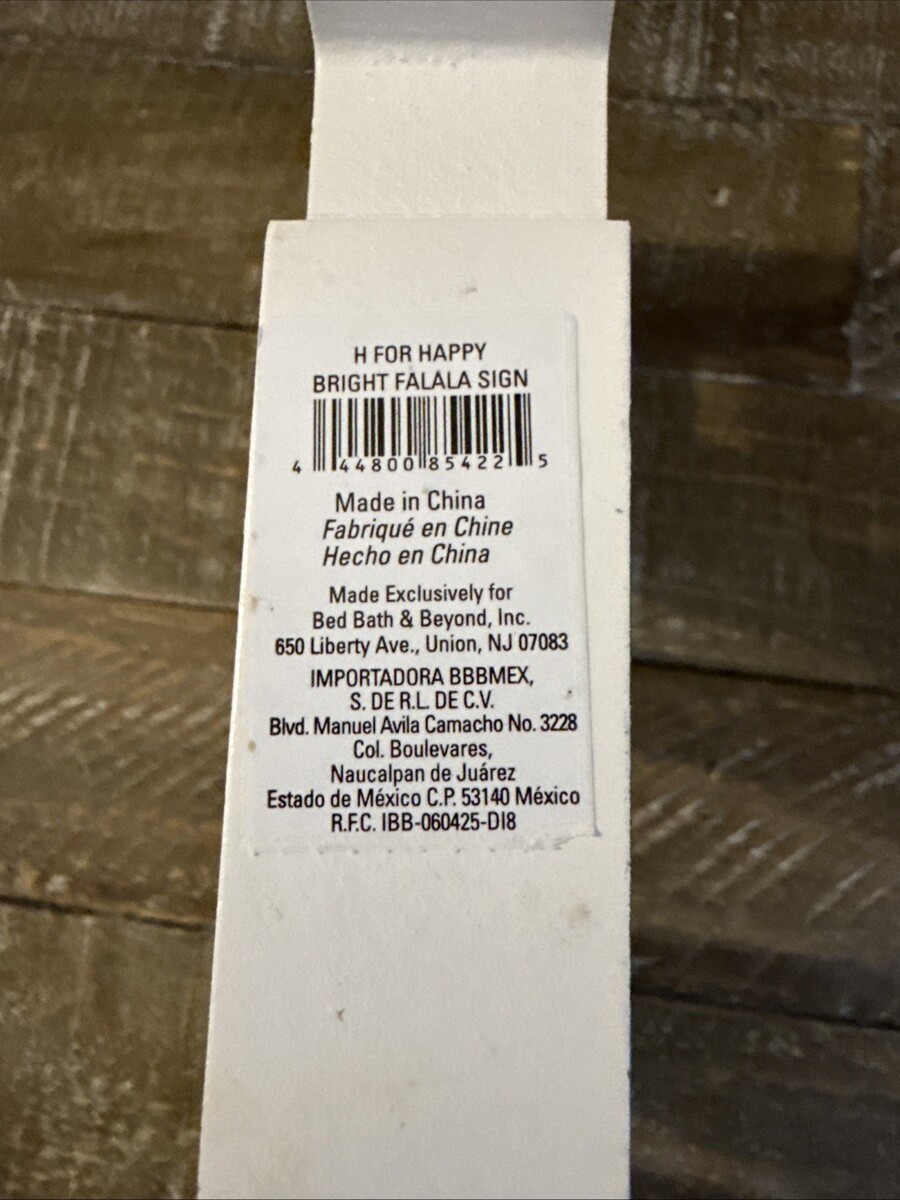 H FOR HAPPY
BRIGHT FALALA SIGN
4 44800 85422 5
Made in China
Fabriqué en Chine
Hecho en China
Made Exclusively for
Bed Bath & Beyond, Inc.
650 Liberty Ave., Union, NJ 07083
IMPORTADORA BBBMEX,
S. DE R.L. DE C.V.
Blvd. Manuel Avila Camacho No. 3228
Col. Boulevares,
Naucalpan de Juárez
Estado de México C.P. 53140 México
R.F.C. IBB-060425-DI8